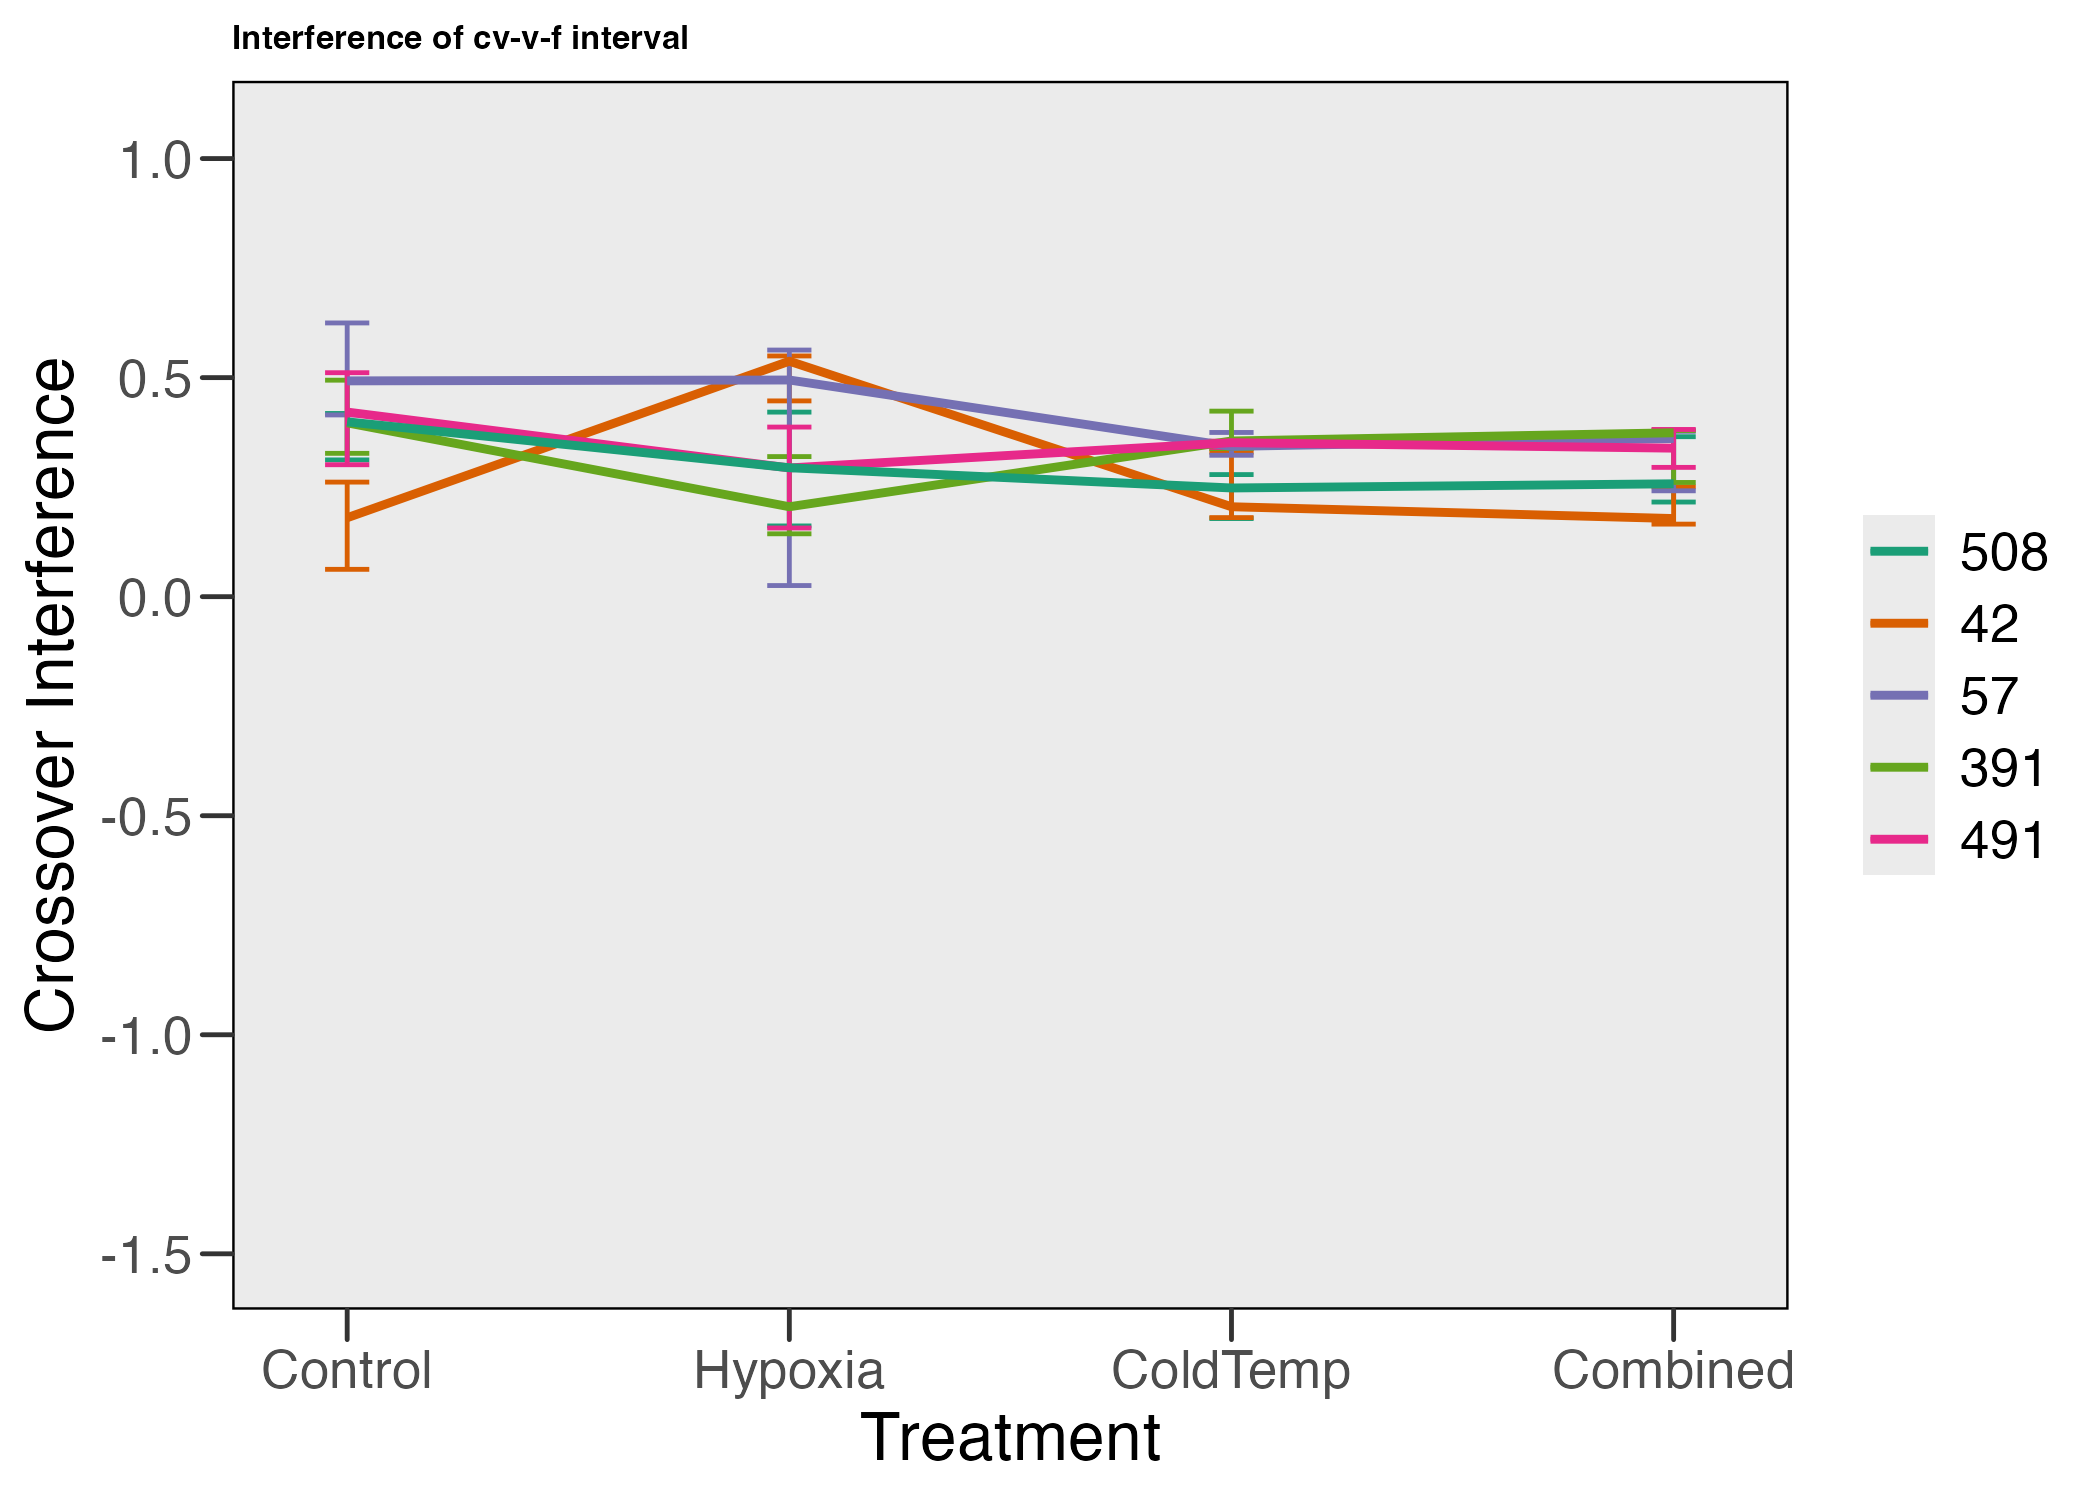 Interference of cv-v-f interval
Crossover Interference
1.0
0.5
0.0
-0.5
-1.0
-1.5
Control
Hypoxia
ColdTemp
Combined
Treatment
508
42
57
391
491